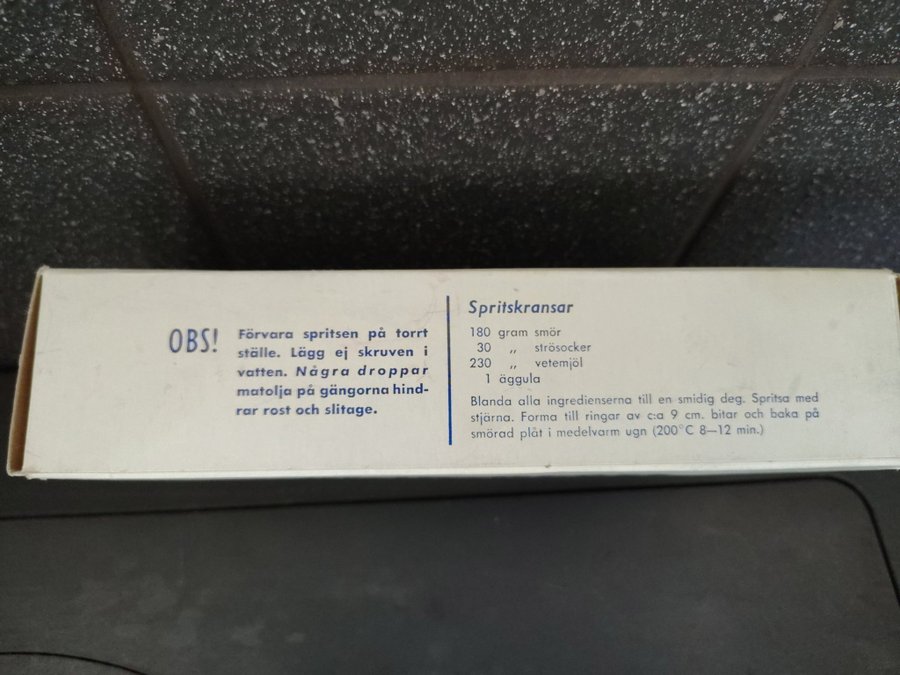 OBS!
Förvara spritsen på torrt
ställe. Lägg ej skruven i
vatten. Några droppar
matolja på gängorna hind-
rar rost och slitage.
Spritskransar
180 gram smör
30 „ strösocker
230 „ vetemjöl
1 äggula
Blanda alla ingredienserna till en smidig deg. Spritsa med
stjärna. Forma till ringar av c:a 9 cm. bitar och baka på
smörad plåt i medelvarm ugn (200°C 8—12 min.)